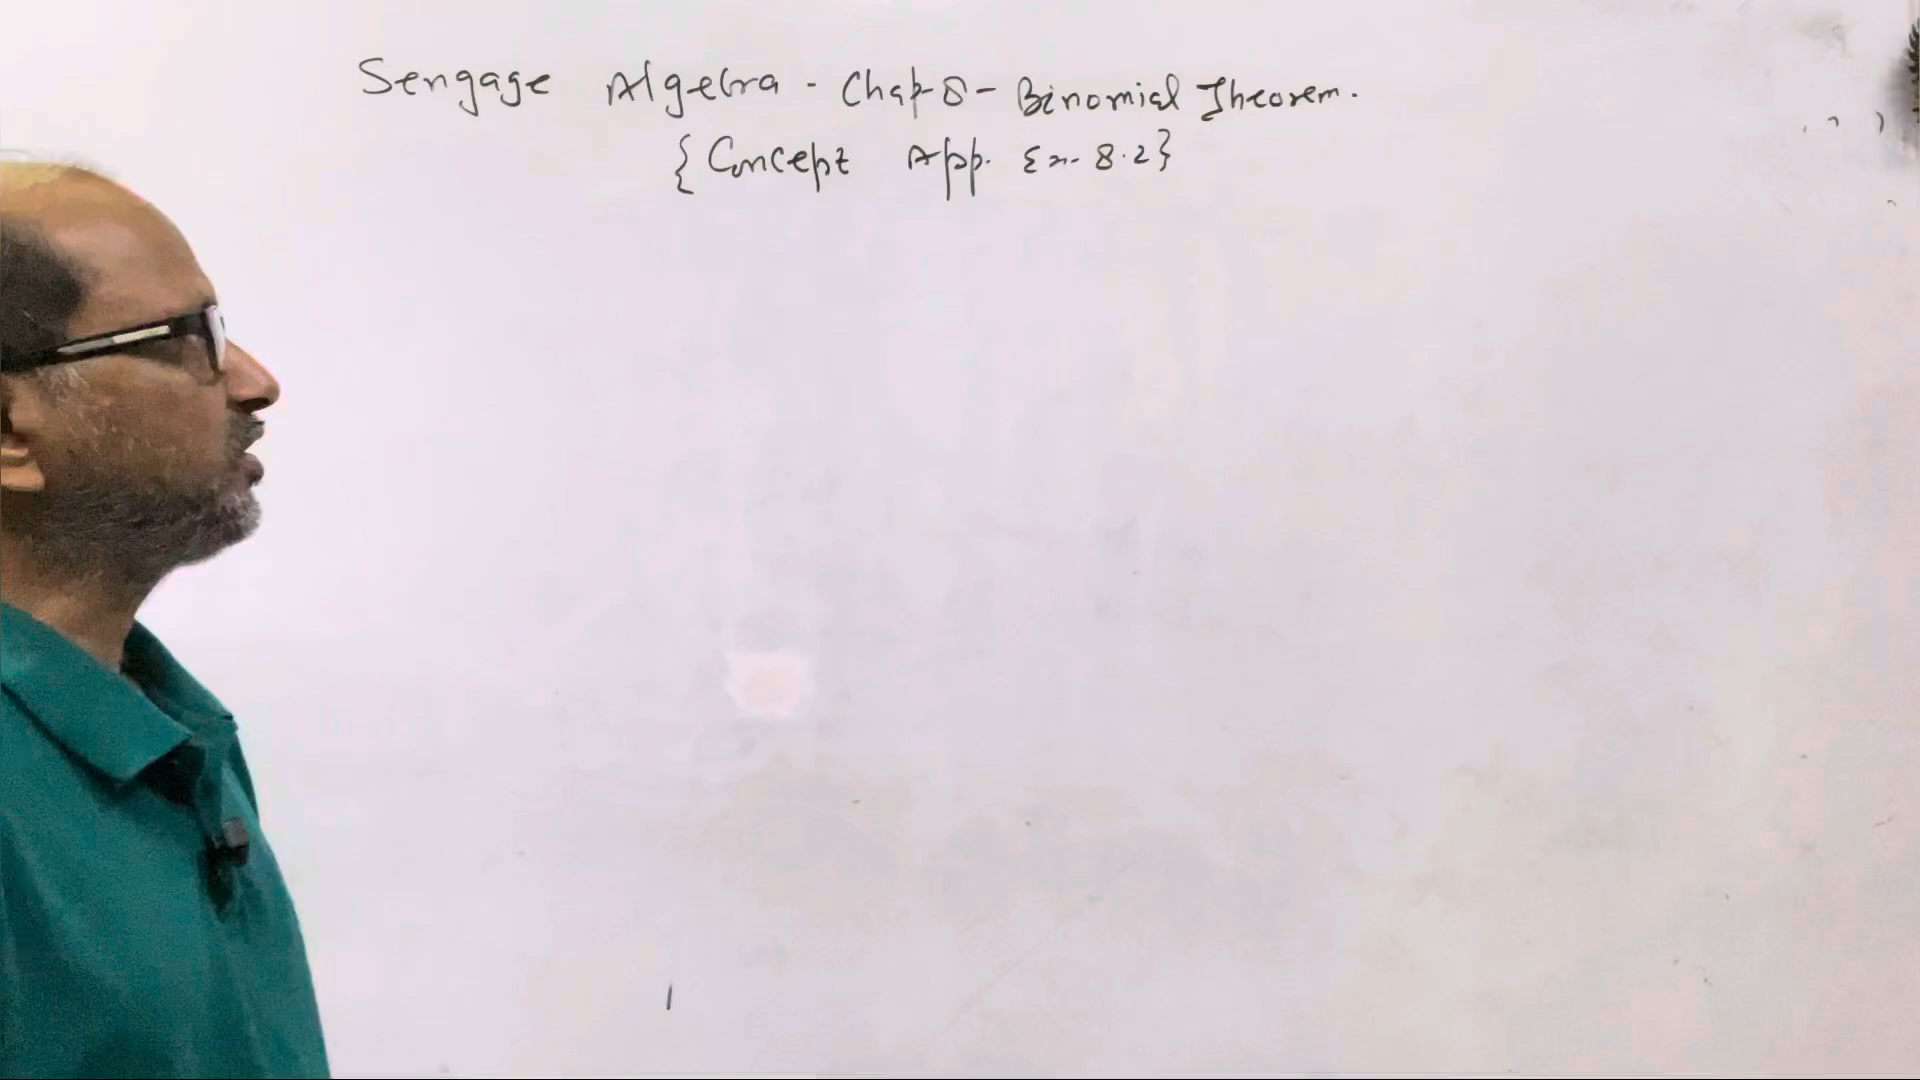 Sengage Algebra - Chap-8 - Binomial Theorem.
{Concept App. Ex- 8.2}